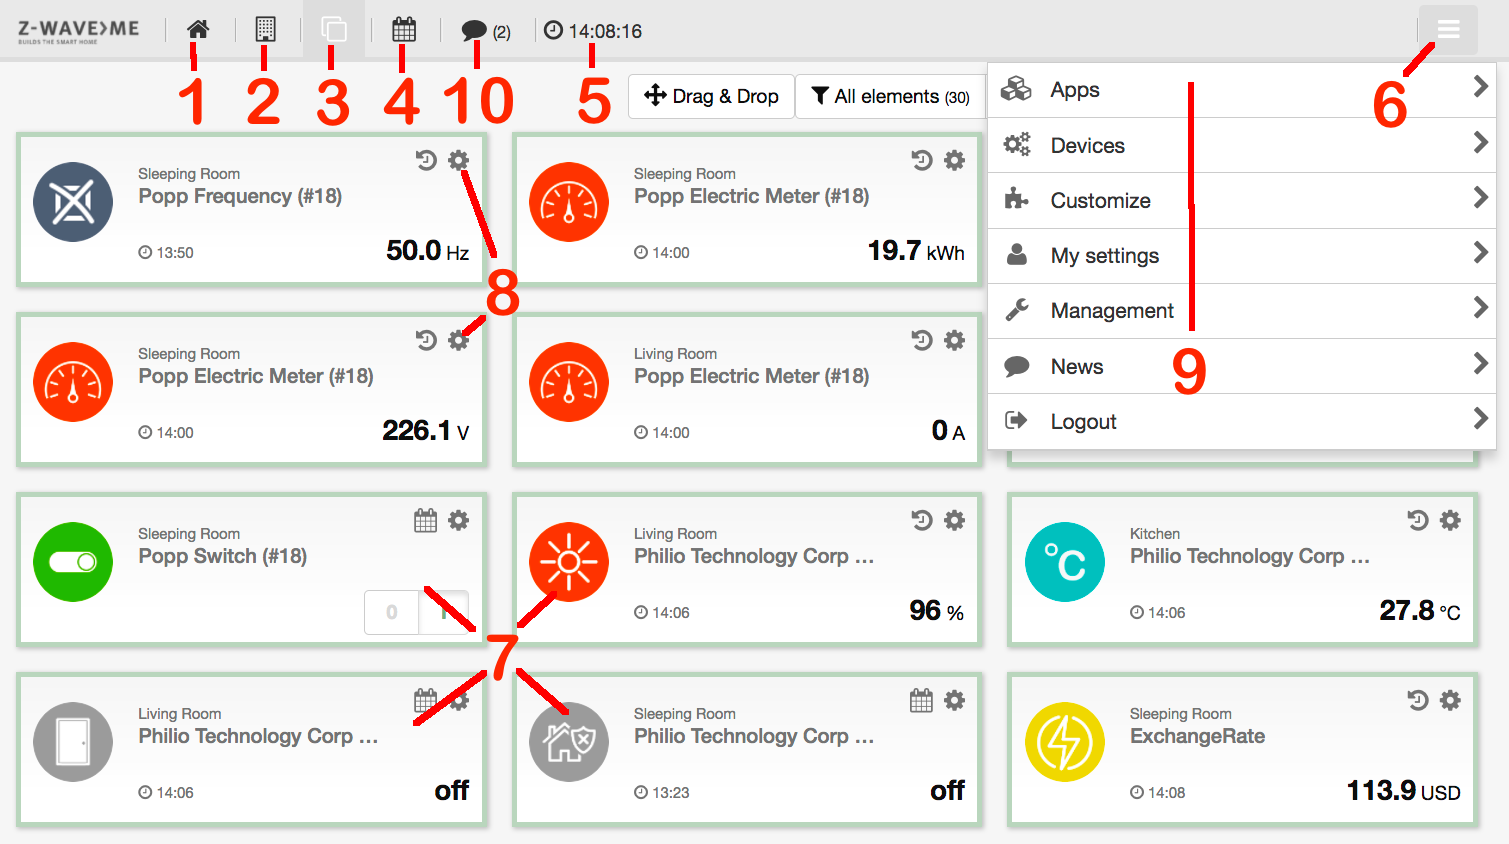 Z-WAVE>ME
BUILDS THE SMART HOME
(2)
14:08:16
1
2
3
4
10
5
6
Drag & Drop
All elements (30)
Apps
Devices
Customize
My settings
Management
News
Logout
9
Sleeping Room
Popp Frequency (#18)
13:50
50.0 Hz
Sleeping Room
Popp Electric Meter (#18)
14:00
19.7 kWh
8
Sleeping Room
Popp Electric Meter (#18)
14:00
226.1 V
Living Room
Popp Electric Meter (#18)
14:00
0 A
Sleeping Room
Popp Switch (#18)
0
Living Room
Philio Technology Corp ...
14:06
96 %
Kitchen
Philio Technology Corp ...
°C
14:06
27.8 °C
7
Living Room
Philio Technology Corp ...
14:06
off
Sleeping Room
Philio Technology Corp ...
13:23
off
Sleeping Room
ExchangeRate
14:08
113.9 USD